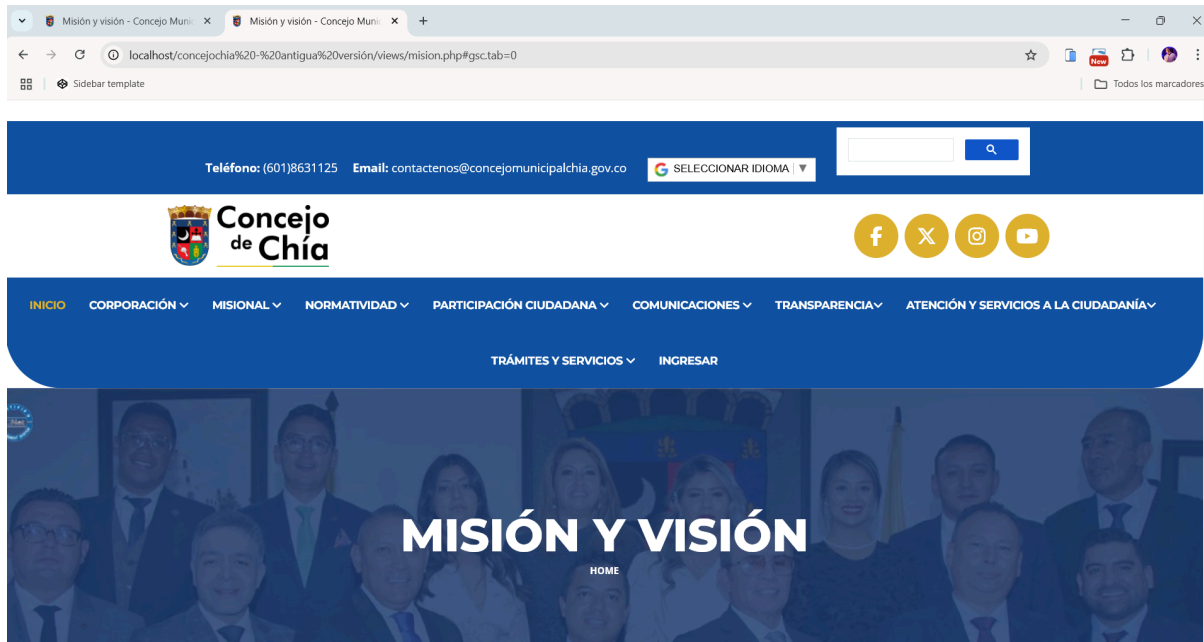 Misión y visión - Concejo Munic
Misión y visión - Concejo Munic
localhost/concejochia%20-%20antigua%20versión/views/mision.php#gsc.tab=0
New
Sidebar template
Todos los marcadores
Teléfono: (601)8631125 Email: contactenos@concejomunicipalchia.gov.co
G SELECCIONAR IDIOMA ▼
Concejo
de Chía
INICIO CORPORACIÓN MISIONAL NORMATIVIDAD PARTICIPACIÓN CIUDADANA COMUNICACIONES TRANSPARENCIA ATENCIÓN Y SERVICIOS A LA CIUDADANÍA
TRÁMITES Y SERVICIOS INGRESAR
MISIÓN Y VISIÓN
HOME